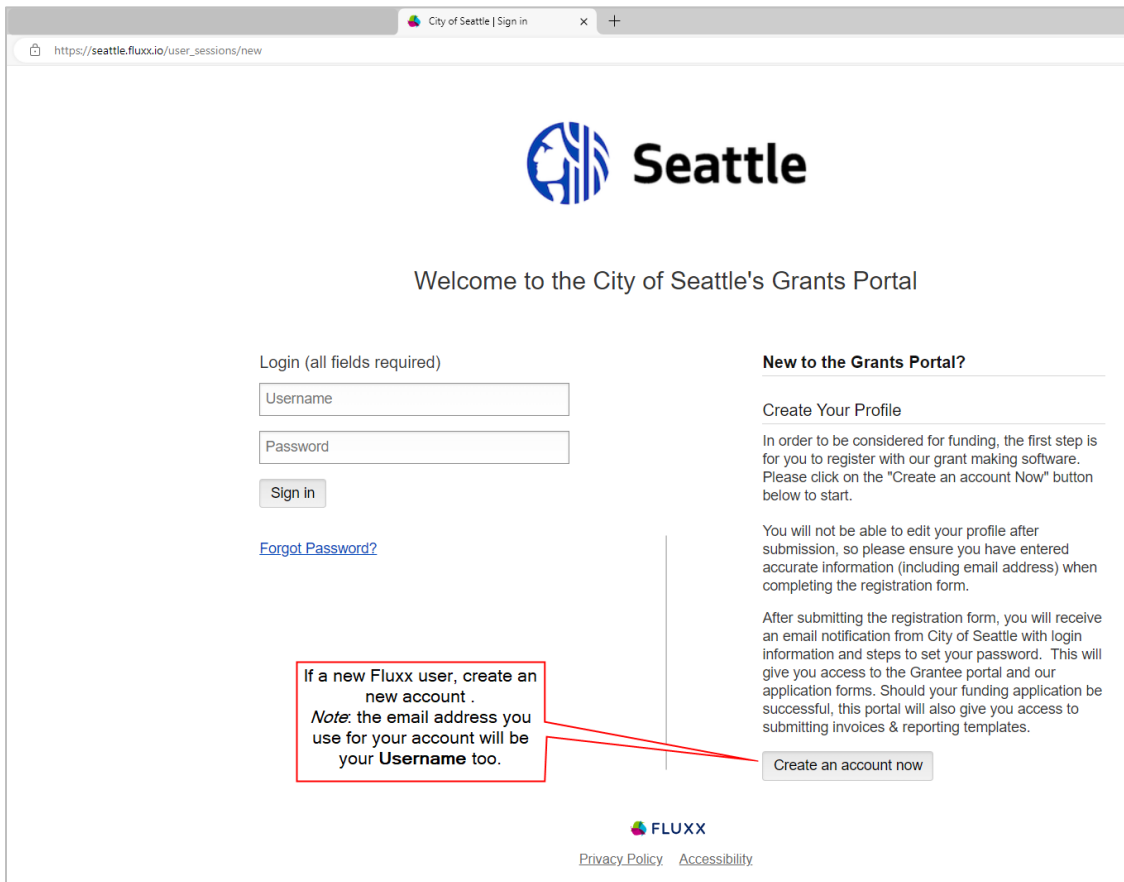 City of Seattle | Sign in
https://seattle.fluxx.io/user_sessions/new
Seattle
Welcome to the City of Seattle's Grants Portal
Login (all fields required)
Username
Password
Sign in
Forgot Password?
If a new Fluxx user, create an
new account .
Note: the email address you
use for your account will be
your Username too.
New to the Grants Portal?
Create Your Profile
In order to be considered for funding, the first step is
for you to register with our grant making software.
Please click on the "Create an account Now" button
below to start.
You will not be able to edit your profile after
submission, so please ensure you have entered
accurate information (including email address) when
completing the registration form.
After submitting the registration form, you will receive
an email notification from City of Seattle with login
information and steps to set your password.  This will
give you access to the Grantee portal and our
application forms. Should your funding application be
successful, this portal will also give you access to
submitting invoices & reporting templates.
Create an account now
FLUXX
Privacy Policy Accessibility